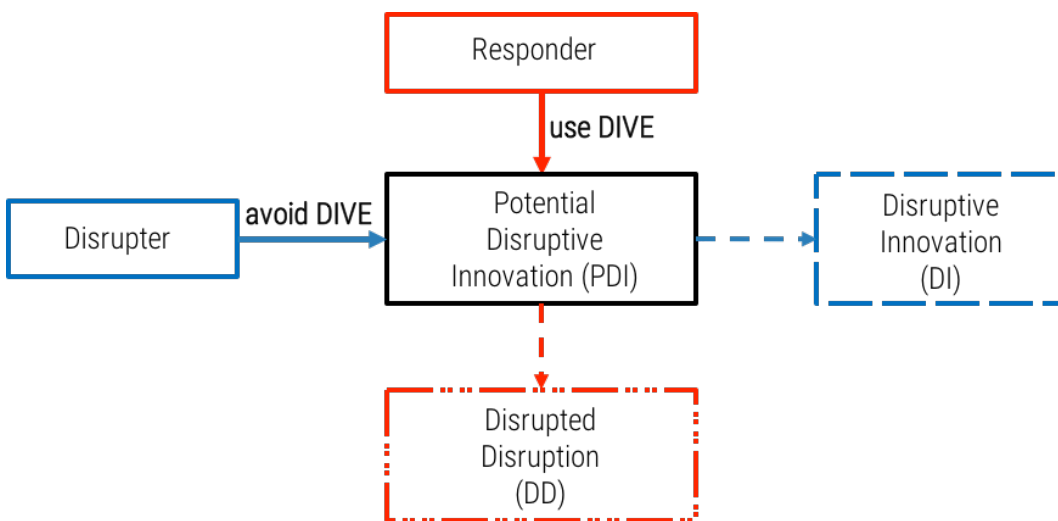 Responder
use DIVE
Disrupter
avoid DIVE
Potential
Disruptive
Innovation (PDI)
Disruptive
Innovation
(DI)
Disrupted
Disruption
(DD)